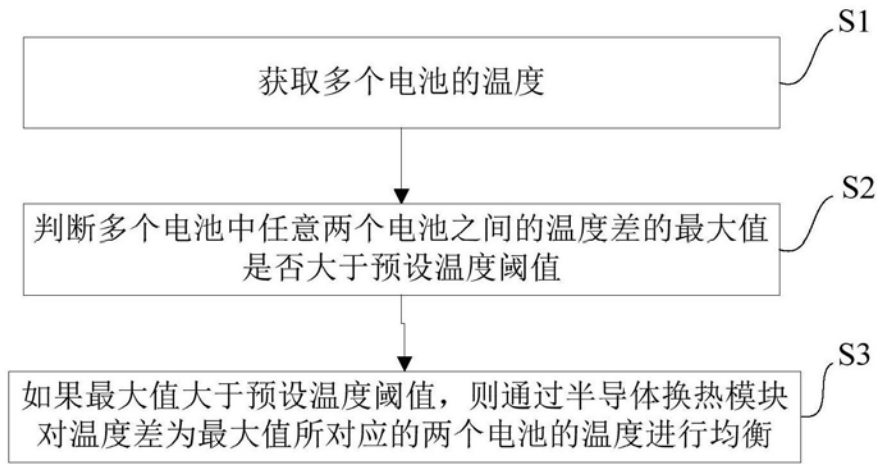 S1
获取多个电池的温度
S2
判断多个电池中任意两个电池之间的温度差的最大值
是否大于预设温度阈值
S3
如果最大值大于预设温度阈值，则通过半导体换热模块
对温度差为最大值所对应的两个电池的温度进行均衡